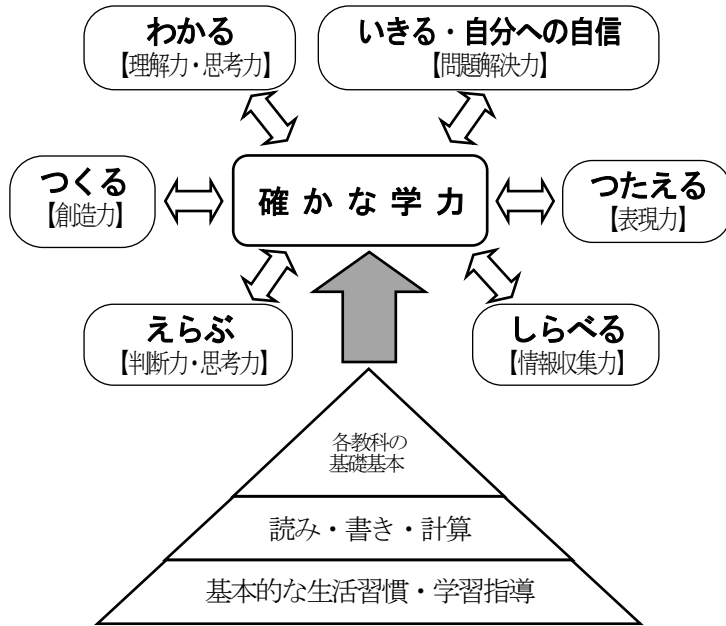 わかる
【理解力・思考力】
いきる・自分への自信
【問題解決力】
つくる
【創造力】
確かな学力
つたえる
【表現力】
えらぶ
【判断力・思考力】
しらべる
【情報収集力】
各教科の
基礎基本
読み・書き・計算
基本的な生活習慣・学習指導